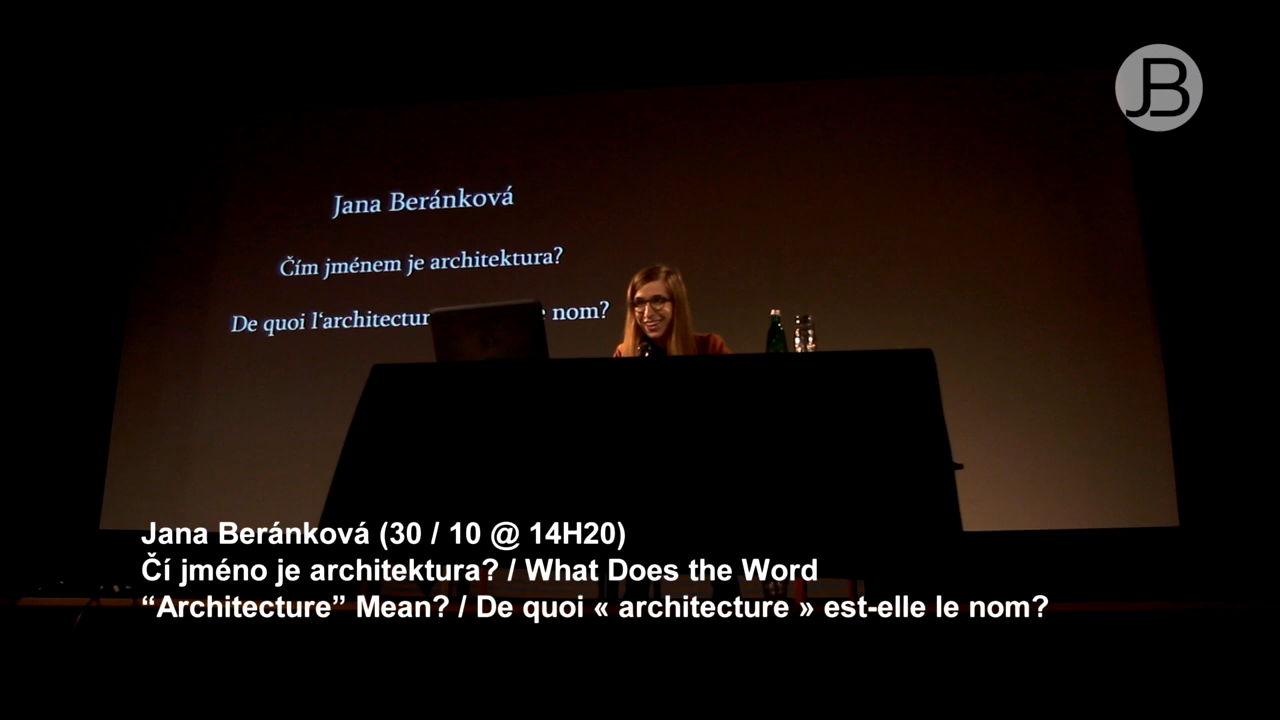 JB
Jana Beránková
Čím jménem je architektura?
De quoi l‘architectur e nom?
Jana Beránková (30 / 10 @ 14H20)
Čí jméno je architektura? / What Does the Word
“Architecture” Mean? / De quoi « architecture » est-elle le nom?